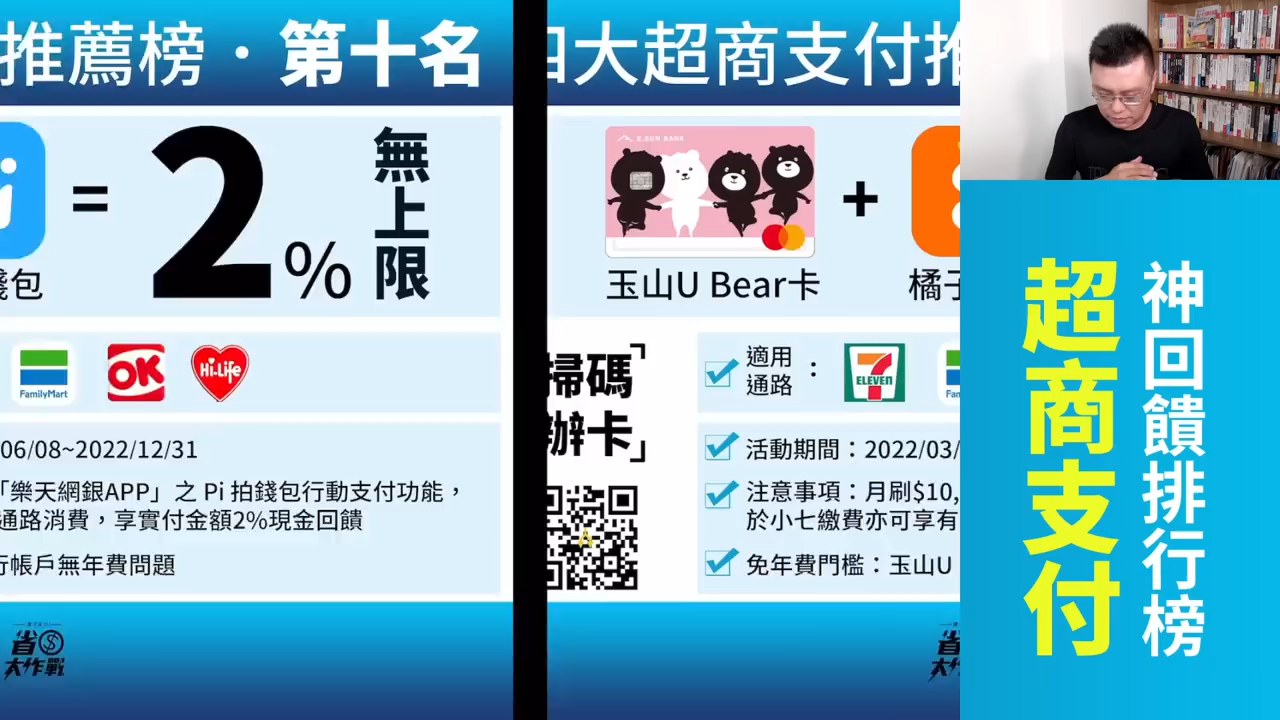 推薦榜・第十名
=
2%
無上限
錢包
FamilyMart
OK
Hi-Life
06/08~2022/12/31
「樂天網銀APP」之 Pi 拍錢包行動支付功能，
通路消費，享實付金額2%現金回饋
行帳戶無年費問題
省
大作戰
四大超商支付推
E.SUN BANK
+
玉山U Bear卡
橘子
掃碼
辦卡
適用
通路：
7
ELEVEN
Fam
活動期間：2022/03/
注意事項：月刷$10,
於小七繳費亦可享有
免年費門檻：玉山U
省
大作
神回饋排行榜
超商支付